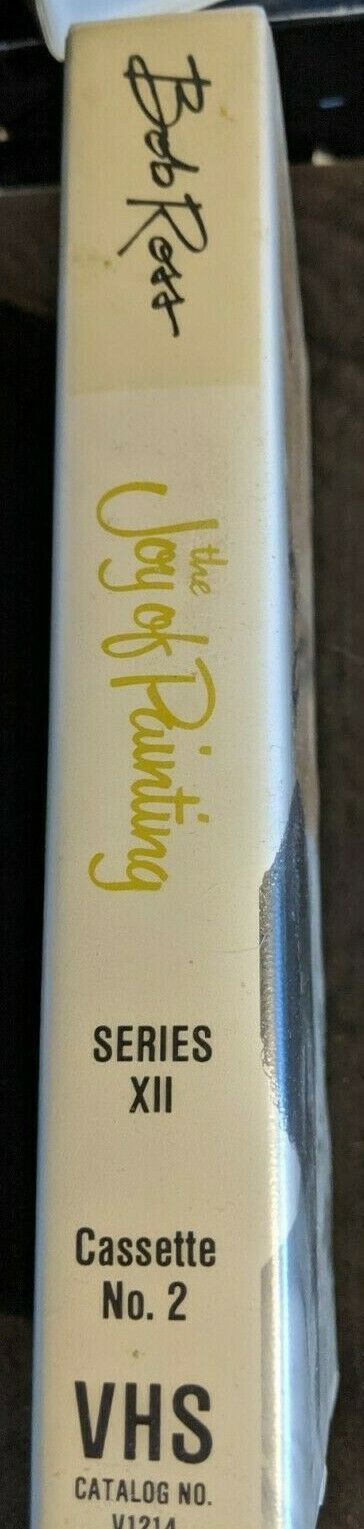 Bob Ross
the
Joy of Painting
SERIES
XII
Cassette
No. 2
VHS
CATALOG NO.
V1214